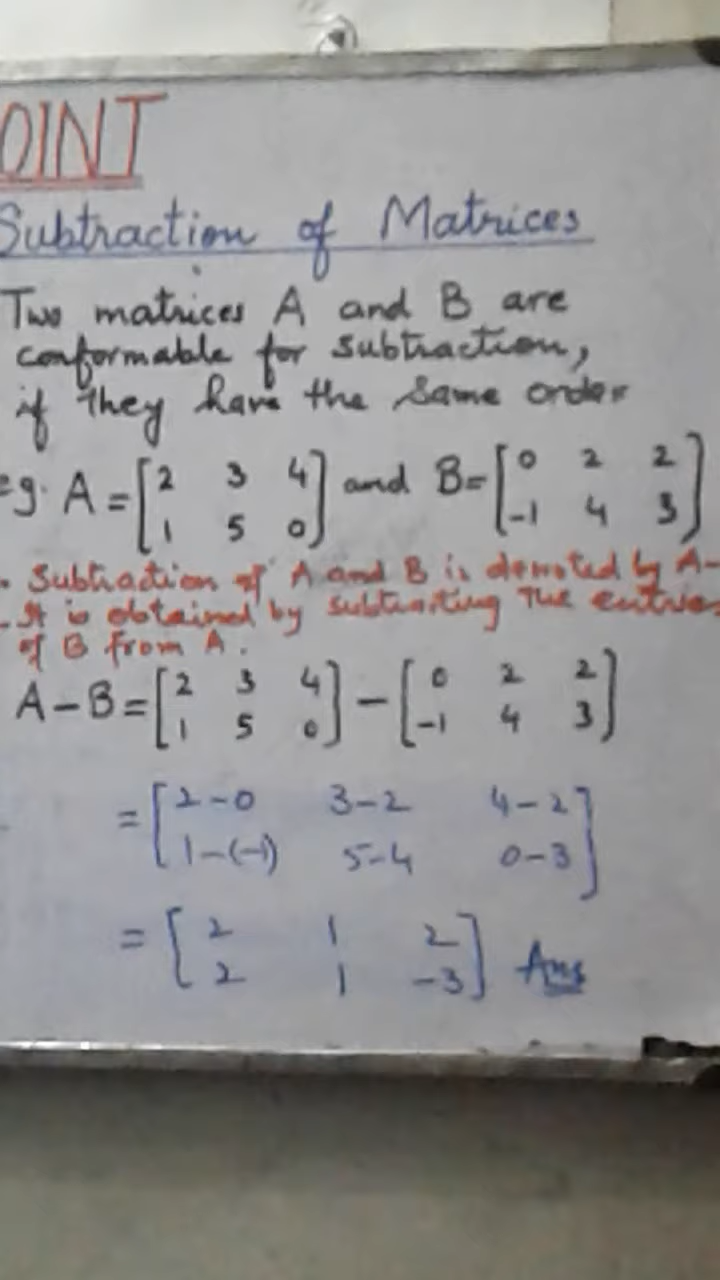 OINT
Subtraction of Matrices
Two matrices A and B are
conformable for subtraction,
if They have the same order
eg. A = [2 3 4] and B = [0 2 2]
[1 5 0] [-1 4 3]
. Subtraction of A and B is denoted by A-
. It is obtained by subtracting The entries
of B from A.
A - B = [2 3 4] - [0 2 2]
[1 5 0] [-1 4 3]
= [2-0 3-2 4-2]
[1-(-1) 5-4 0-3]
= [2 1 2] Ans
[2 1 -3]